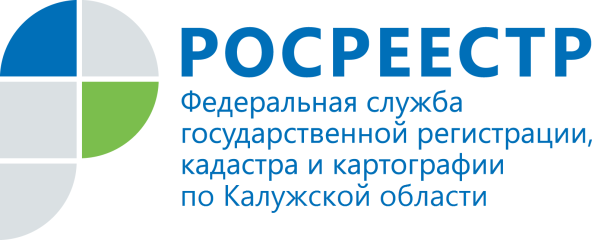 РОСРЕЕСТР
Федеральная служба
государственной регистрации,
кадастра и картографии
по Калужской области